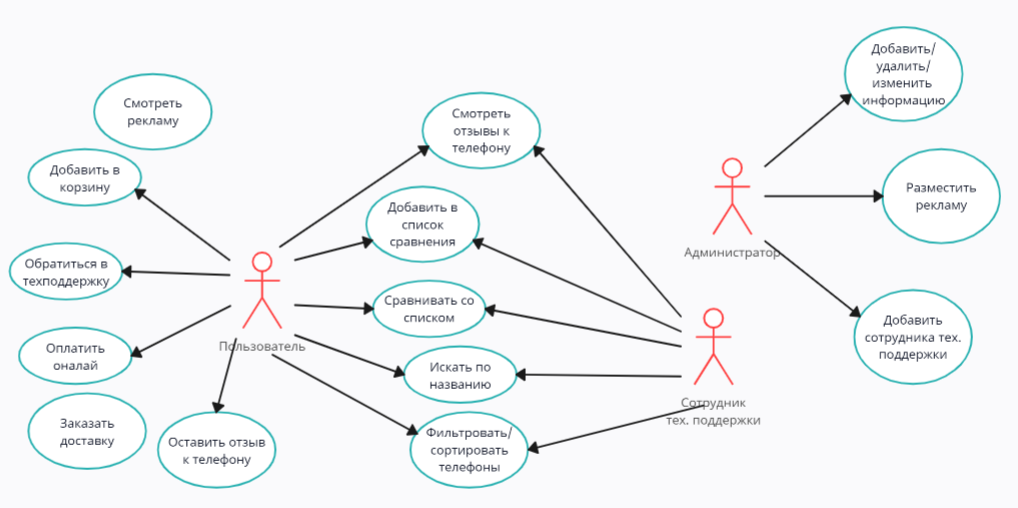 Смотреть
рекламу
Добавить в
корзину
Обратиться в
техподдержку
Оплатить
оналай
Заказать
доставку
Оставить отзыв
к телефону
Пользователь
Смотреть
отзывы к
телефону
Добавить в
список
сравнения
Сравнивать со
списком
Искать по
названию
Фильтровать/
сортировать
телефоны
Администратор
Сотрудник
тех. поддержки
Добавить/
удалить/
изменить
информацию
Разместить
рекламу
Добавить
сотрудника тех.
поддержки